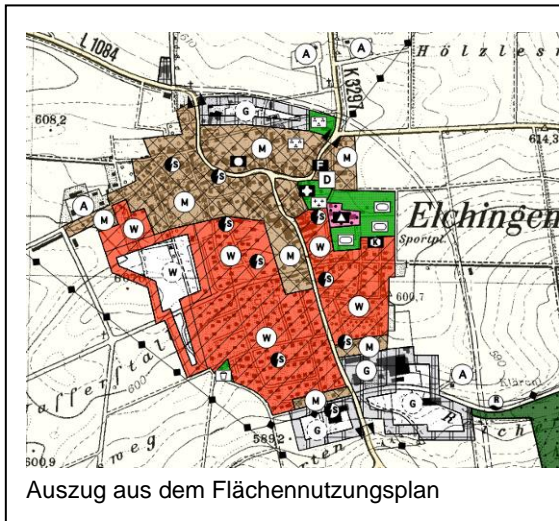 L 1084
K 3297
A
A
Hölzles
608,2
G
614,3
M
S
S
F
M
D
S
M
A
M
W
S
W
Elchingen
Sportpl.
K
W
W
S
M
S
600,7
W
W
S
S
M
G
A
Kläranl.
R
G
600
589,2
M
S
G
weg
600,9
Auszug aus dem Flächennutzungsplan